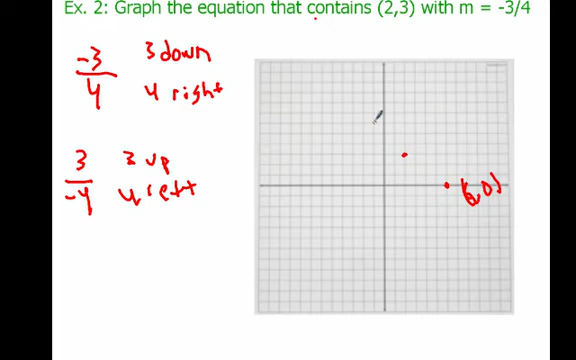 Ex. 2: Graph the equation that contains (2,3) with m = -3/4
-3 3 down
4 4 right
3 3 up
-4 4 left
(6,0)